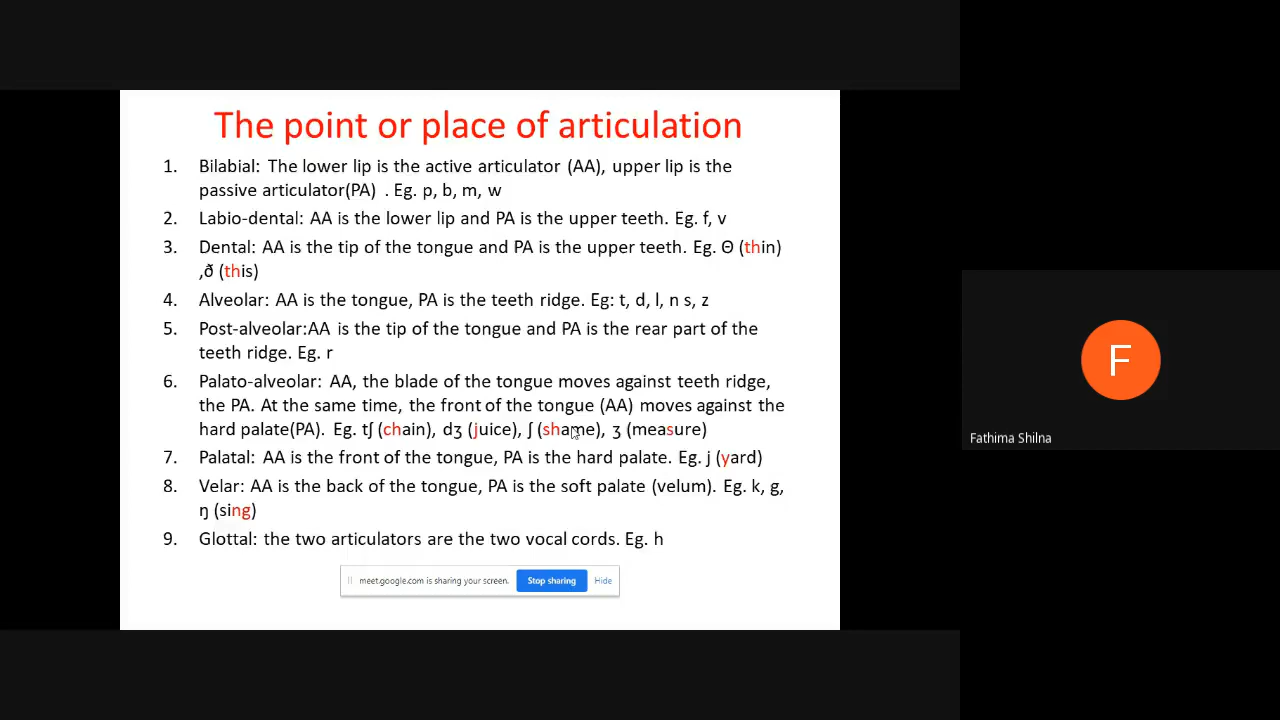 The point or place of articulation
1. Bilabial: The lower lip is the active articulator (AA), upper lip is the
passive articulator(PA) . Eg. p, b, m, w
2. Labio-dental: AA is the lower lip and PA is the upper teeth. Eg. f, v
3. Dental: AA is the tip of the tongue and PA is the upper teeth. Eg. Θ (thin)
,ð (this)
4. Alveolar: AA is the tongue, PA is the teeth ridge. Eg: t, d, l, n s, z
5. Post-alveolar:AA is the tip of the tongue and PA is the rear part of the
teeth ridge. Eg. r
6. Palato-alveolar: AA, the blade of the tongue moves against teeth ridge,
the PA. At the same time, the front of the tongue (AA) moves against the
hard palate(PA). Eg. tʃ (chain), dʒ (juice), ʃ (shame), ʒ (measure)
7. Palatal: AA is the front of the tongue, PA is the hard palate. Eg. j (yard)
8. Velar: AA is the back of the tongue, PA is the soft palate (velum). Eg. k, g,
ŋ (sing)
9. Glottal: the two articulators are the two vocal cords. Eg. h
meet.google.com is sharing your screen. Stop sharing Hide
F
Fathima Shilna